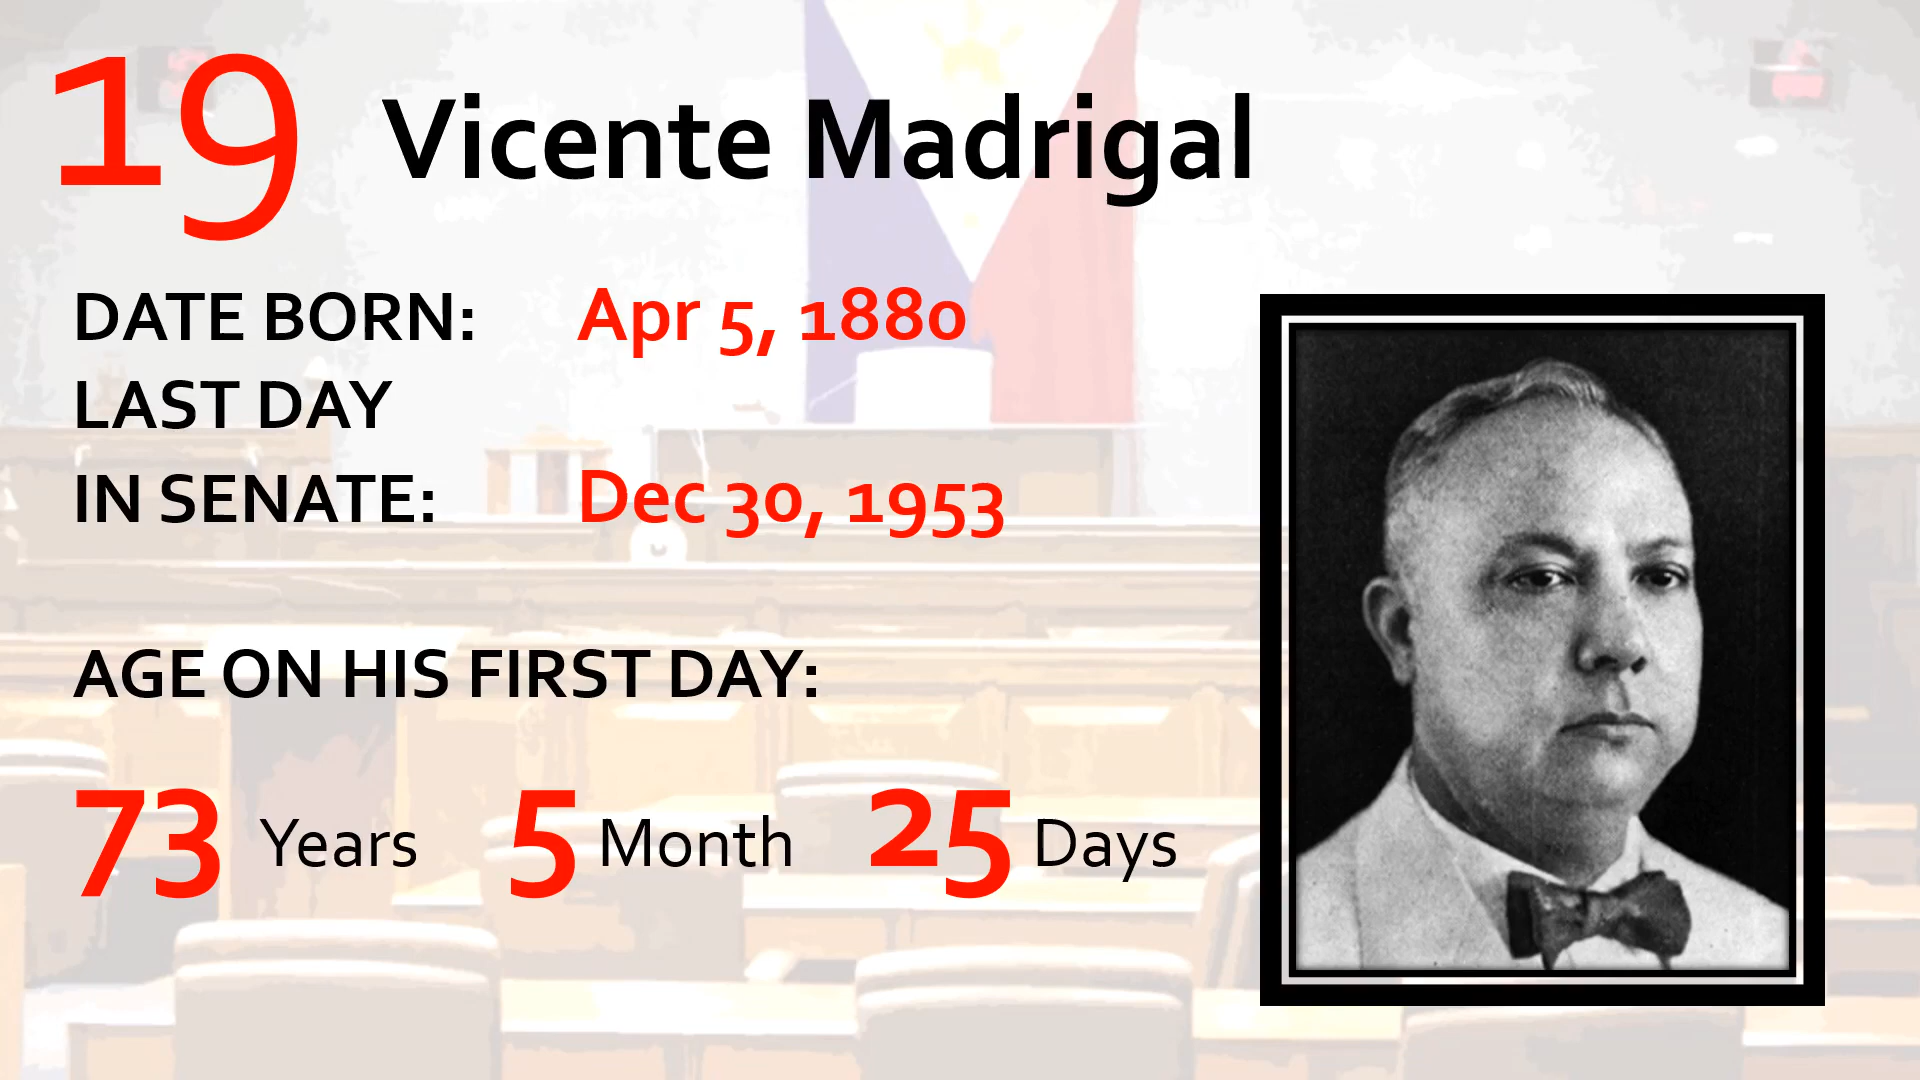 19 Vicente Madrigal
DATE BORN: Apr 5, 1880
LAST DAY
IN SENATE: Dec 30, 1953
AGE ON HIS FIRST DAY:
73 Years 5 Month 25 Days